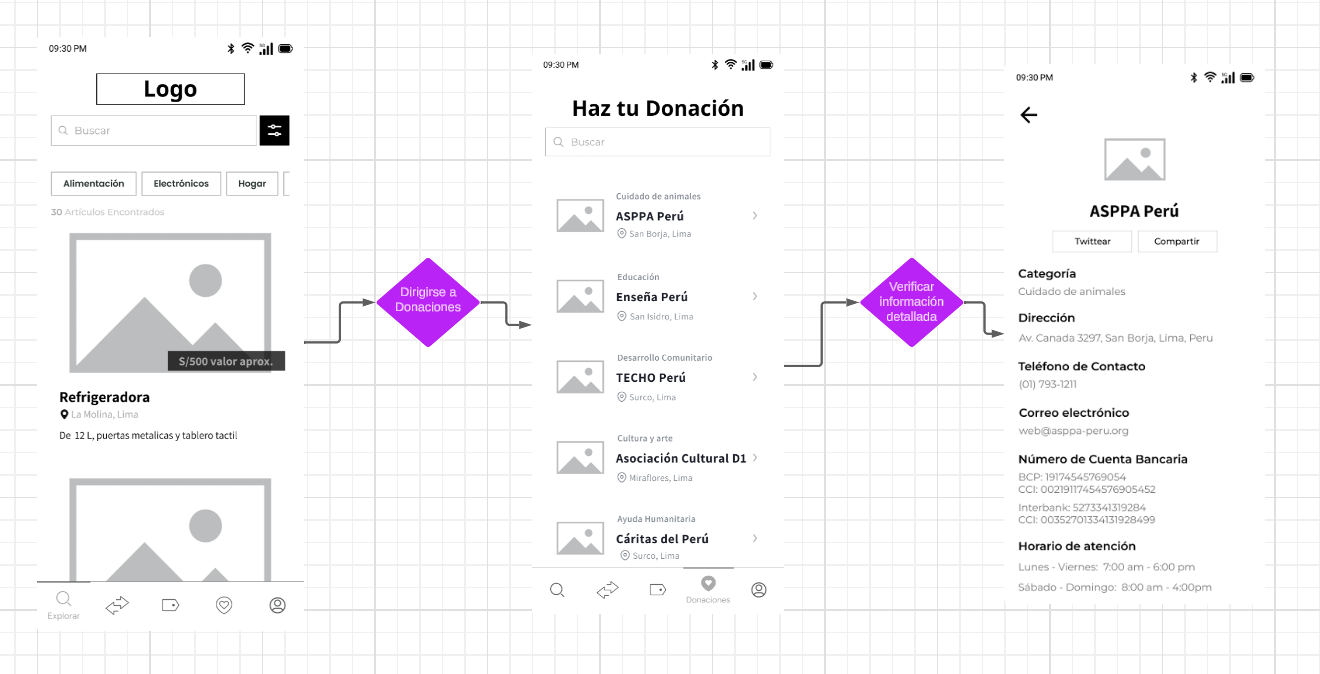 09:30 PM
Logo
Buscar
Alimentación
Electrónicos
Hogar
30 Artículos Encontrados
S/500 valor aprox.
Refrigeradora
La Molina, Lima
De 12 L, puertas metalicas y tablero tactil
Explorar
Dirigirse a
Donaciones
09:30 PM
Haz tu Donación
Buscar
Cuidado de animales
ASPPA Perú
San Borja, Lima
Educación
Enseña Perú
San Isidro, Lima
Desarrollo Comunitario
TECHO Perú
Surco, Lima
Cultura y arte
Asociación Cultural D1
Miraflores, Lima
Ayuda Humanitaria
Cáritas del Perú
Surco, Lima
Donaciones
Verificar
información
detallada
09:30 PM
ASPPA Perú
Twittear
Compartir
Categoría
Cuidado de animales
Dirección
Av. Canada 3297, San Borja, Lima, Peru
Teléfono de Contacto
(01) 793-1211
Correo electrónico
web@asppa-peru.org
Número de Cuenta Bancaria
BCP: 19174545769054
CCI: 00219117454576905452
Interbank: 5273341319284
CCI: 00352701334131928499
Horario de atención
Lunes - Viernes: 7:00 am - 6:00 pm
Sábado - Domingo: 8:00 am - 4:00pm